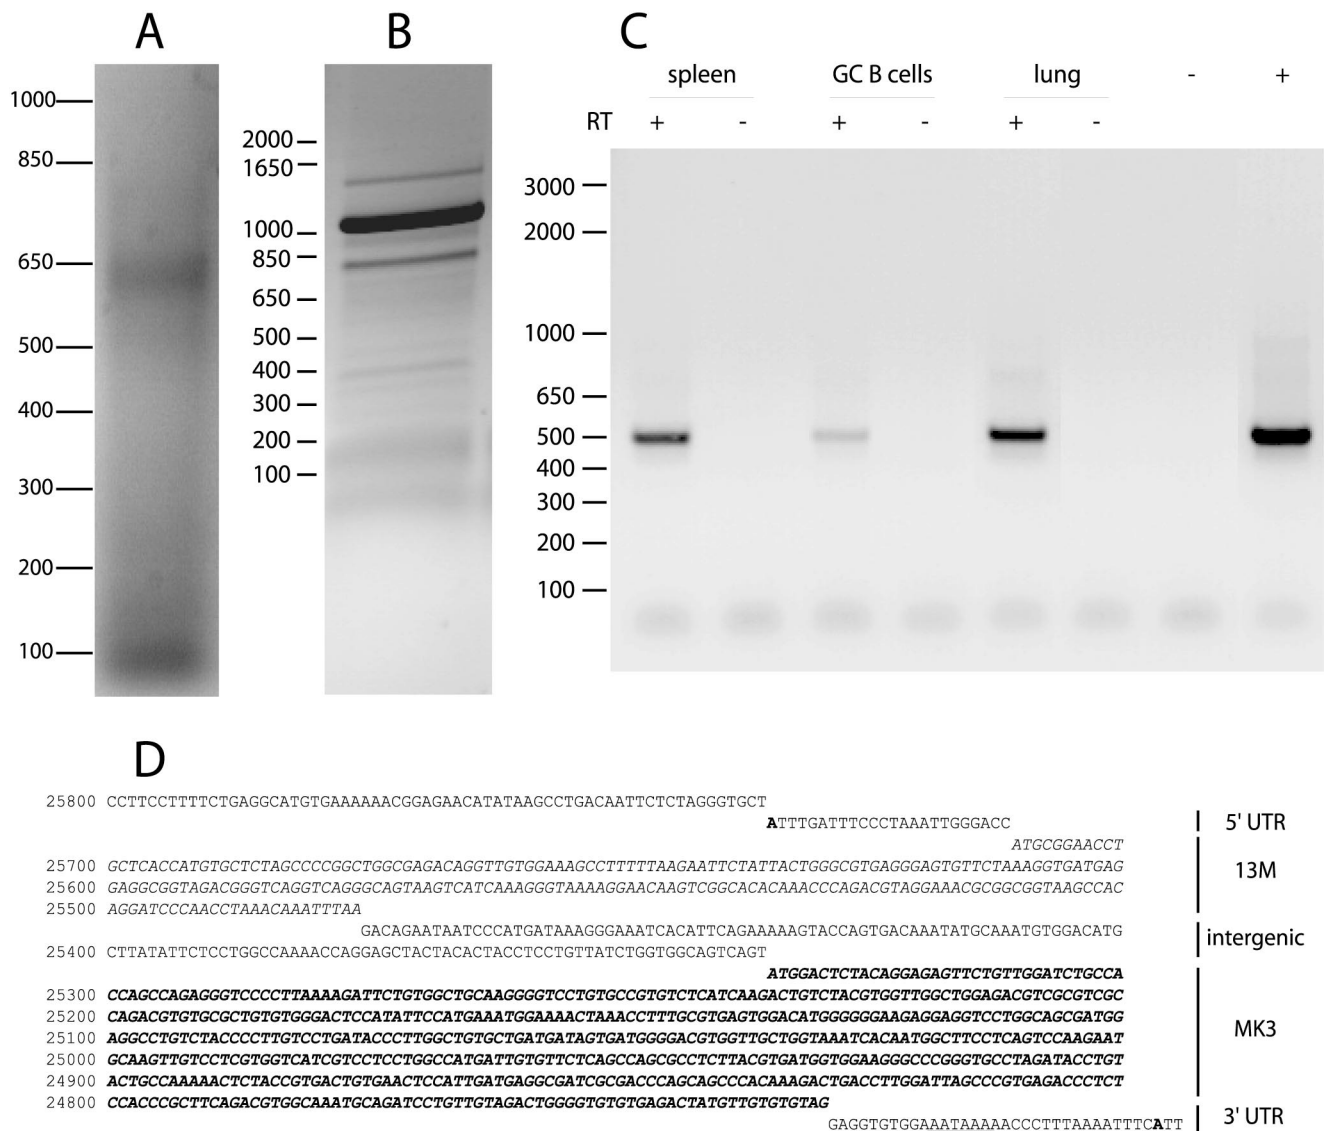 A
1000
850
650
500
400
300
200
100
B
2000
1650
1000
850
650
500
400
300
200
100
C
spleen GC B cells lung - +
RT + - + - + -
3000
2000
1000
650
500
400
300
200
100
D
25800 CCTTCCTTTTCTGAGGCATGTGAAAAAACGGAGAACATATAAGCCTGACAATTCTCTAGGGTGCT
ATTTGATTTCCCTAAATTGGGACC 5' UTR
ATGCGGAACCT
25700 GCTCACCATGTGCTCTAGCCCCGGCTGGCGAGACAGGTTGTGGAAAGCCTTTTTAAGAATTCTATTACTGGGCGTGAGGGAGTGTTCTAAAGGTGATGAG
13M
25600 GAGGCGGTAGACGGGTCAGGTCAGGGCAGTAAGTCATCAAAGGGTAAAAGGAACAAGTCGGCACACAAACCCAGACGTAGGAAACGCGGCGGTAAGCCAC
25500 AGGATCCCAACCTAAACAAATTTAA
GACAGAATAATCCCATGATAAAGGGAAATCACATTCAGAAAAAGTACCAGTGACAAATATGCAAATGTGGACATG
intergenic
25400 CTTATATTCTCCTGGCCAAAACCAGGAGCTACTACACTACCTCCTGTTATCTGGTGGCAGTCAGT
ATGGACTCTACAGGAGAGTTCTGTTGGATCTGCCA
25300 CCAGCCAGAGGGTCCCCTTAAAAGATTCTGTGGCTGCAAGGGGTCCTGTGCCGTGTCTCATCAAGACTGTCTACGTGGTTGGCTGGAGACGTCGCGTCGC
25200 CAGACGTGTGCGCTGTGTGGGACTCCATATTCCATGAAATGGAAAACTAAACCTTTGCGTGAGTGGACATGGGGGGAAGAGGAGGTCCTGGCAGCGATGG
MK3
25100 AGGCCTGTCTACCCCTTGTCCTGATACCCTTGGCTGTGCTGATGATAGTGATGGGGACGTGGTTGCTGGTAAATCACAATGGCTTCCTCAGTCCAAGAAT
25000 GCAAGTTGTCCTCGTGGTCATCGTCCTCCTGGCCATGATTGTGTTCTCAGCCAGCGCCTCTTACGTGATGGTGGAAGGGCCCGGGTGCCTAGATACCTGT
24900 ACTGCCAAAAACTCTACCGTGACTGTGAACTCCATTGATGAGGCGATCGCGACCCAGCAGCCCACAAAGACTGACCTTGGATTAGCCCGTGAGACCCTCT
24800 CCACCCGCTTCAGACGTGGCAAATGCAGATCCTGTTGTAGACTGGGGTGTGTGAGACTATGTTGTGTGTAG
GAGGTGTGGAAATAAAAACCCTTTAAAATTTCATT 3' UTR